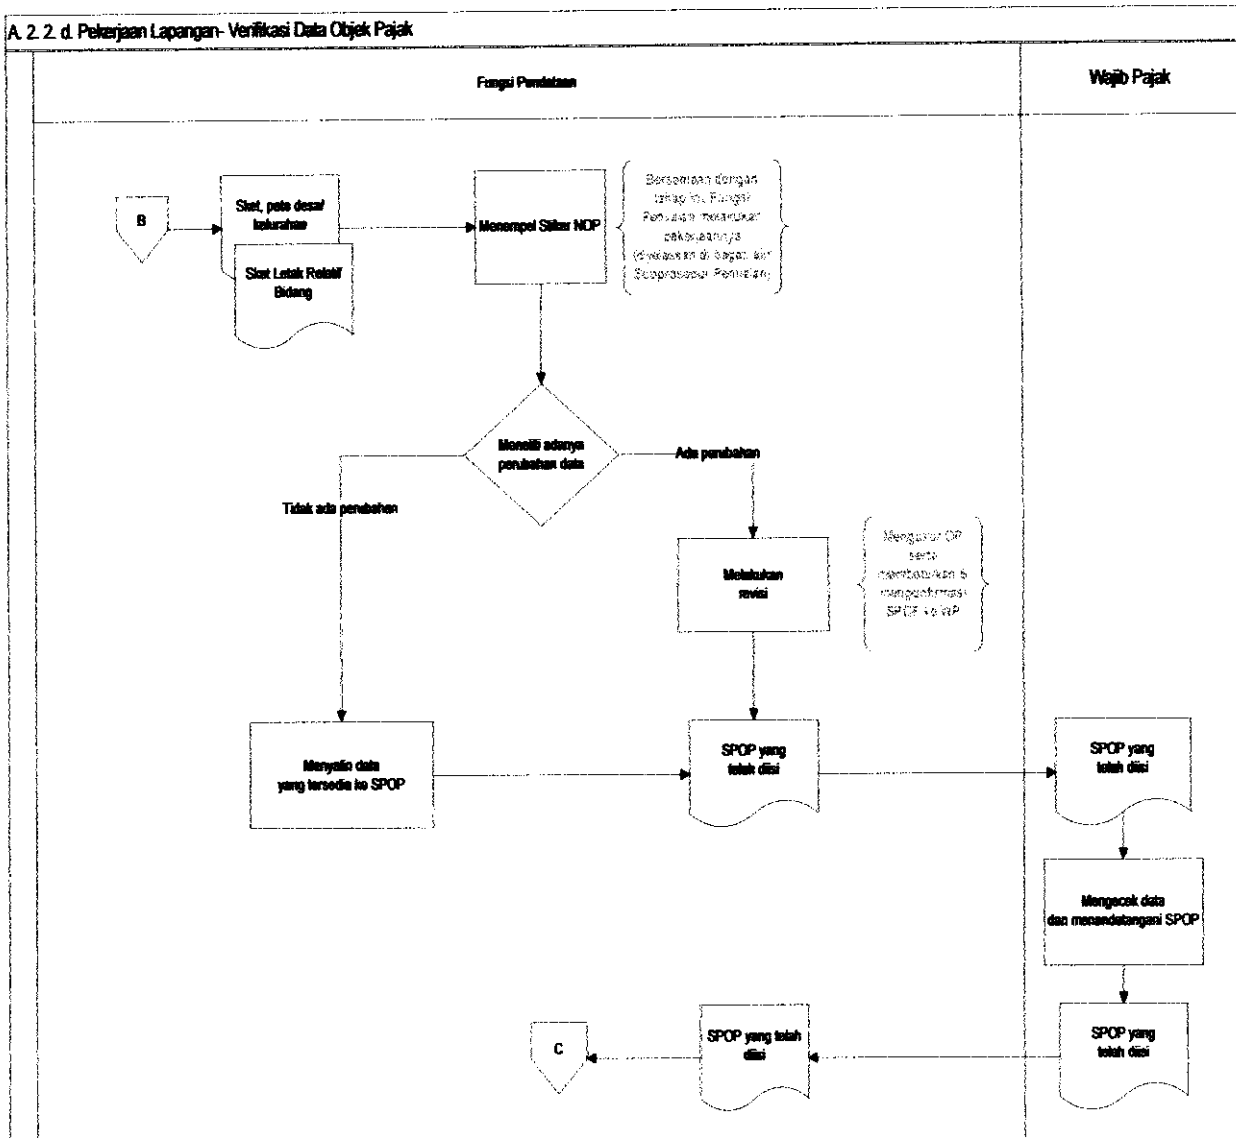 A. 2. 2. d. Pekerjaan Lapangan- Verifikasi Data Objek Pajak
Fungsi Pendataan
Wajib Pajak
B
Sket, peta desa/
kelurahan
Sket Letak Relatif
Bidang
Menempel Stiker NOP
Bersamaan dengan
tahap ini, Fungsi
Penilaian melakukan
pekerjaannya
(dijelaskan di bagan alir
Subprosedur Penilaian)
Meneliti adanya
perubahan data
Ada perubahan
Tidak ada perubahan
Melakukan
revisi
Mengukur OP
serta
mengonfirmasi
SPOP ke WP
Menyalin data
yang tersedia ke SPOP
SPOP yang
telah diisi
SPOP yang
telah diisi
Mengecek data
dan menandatangani SPOP
C
SPOP yang telah
diisi
SPOP yang
telah diisi